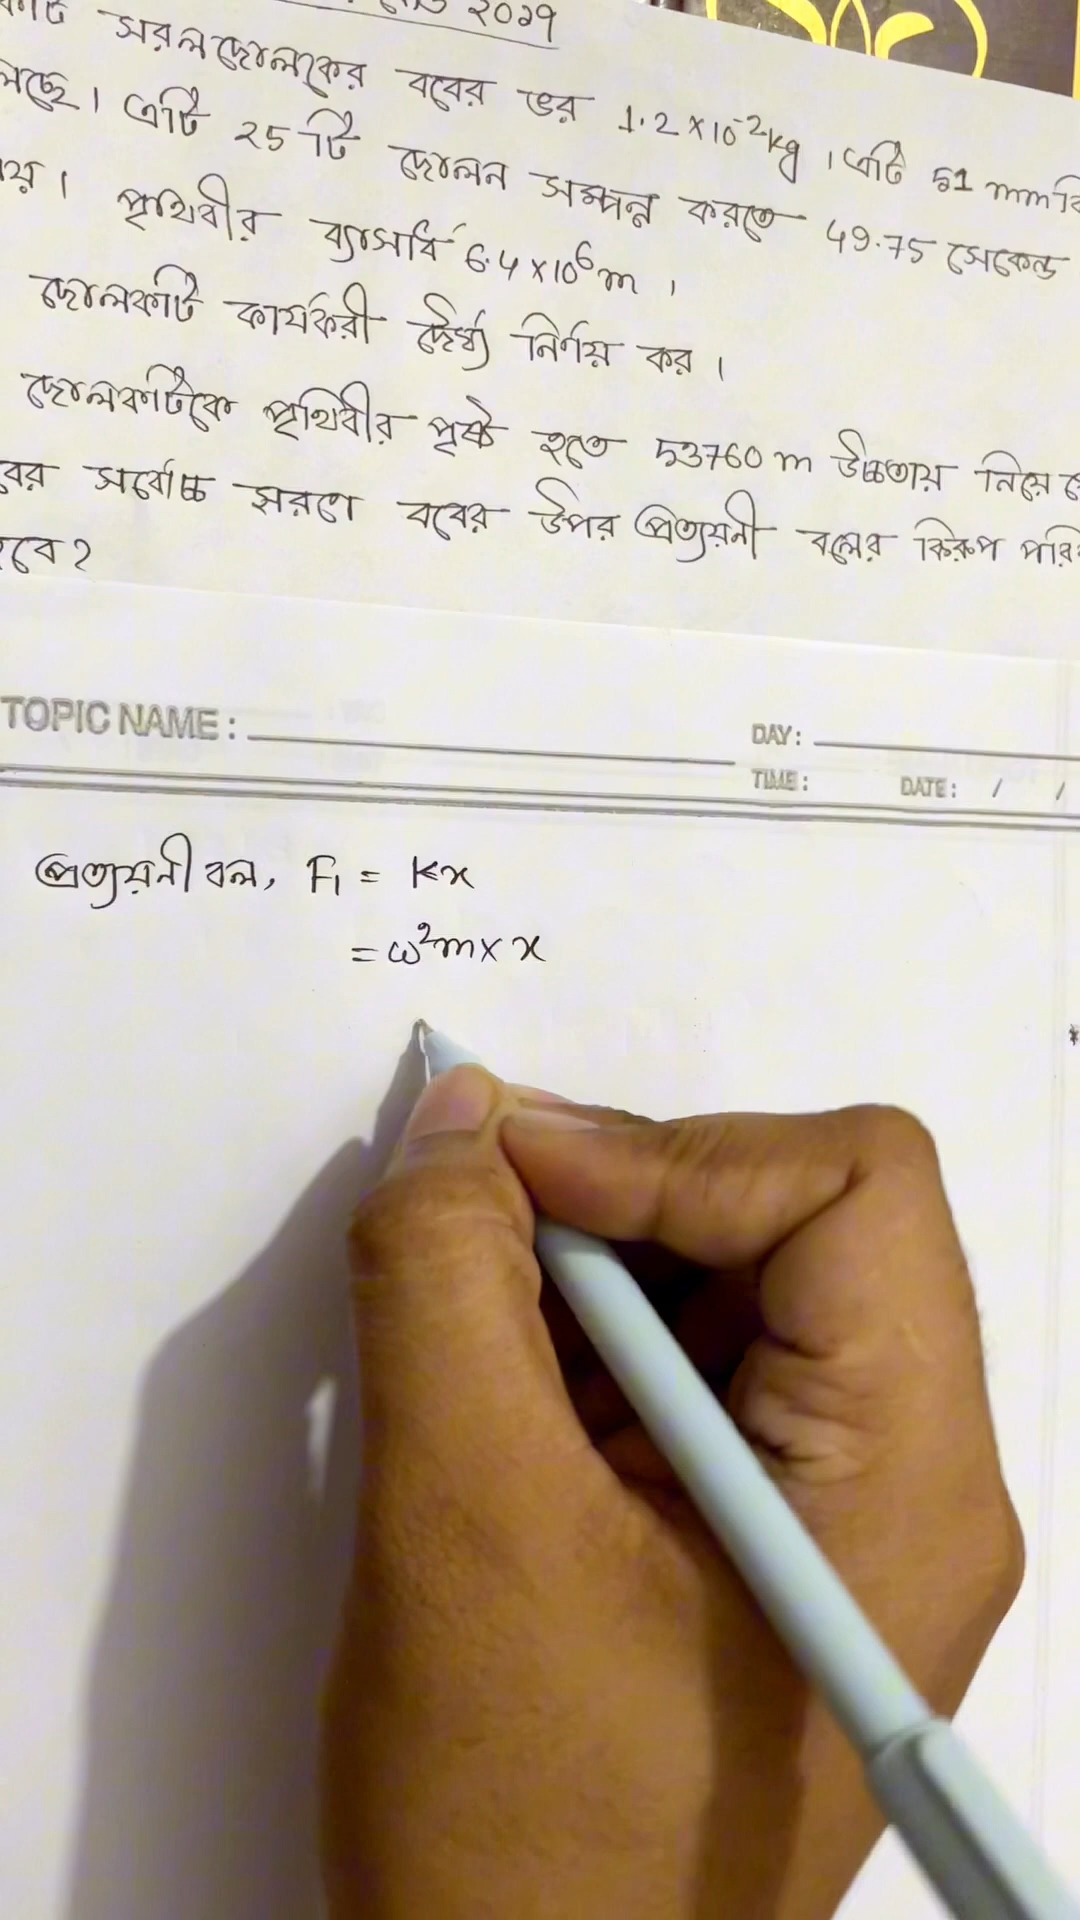 ২০১৭
সরলদোলকের ববের ভর 1.2×10⁻²kg । এটি 51 mm
এটি 25 টি দোলন সম্পন্ন করতে 49.75 সেকেন্ড
। পৃথিবীর ব্যাসার্ধ 6.4×10⁶m ।
দোলকটি কার্যকরী দৈর্ঘ্য নির্ণয় কর ।
দোলকটিকে পৃথিবীর পৃষ্ঠ হতে 53760 m উচ্চতায় নিয়ে
সর্বোচ্চ সরণে ববের উপর প্রত্যয়নী বলের কিরূপ
হবে?
TOPIC NAME :
DAY :
TIME : DATE : / /
প্রত্যয়নী বল, F₁ = Kx
= ω²m×x